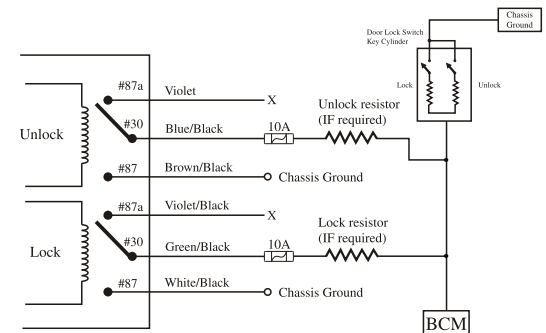 Chassis
Ground
Door Lock Switch
Key Cylinder
Lock
Unlock
#87a
Violet
X
Unlock resistor
(IF required)
#30
Blue/Black
10A
Unlock
#87
Brown/Black
Chassis Ground
#87a
Violet/Black
X
Lock resistor
(IF required)
#30
Green/Black
10A
Lock
#87
White/Black
Chassis Ground
BCM